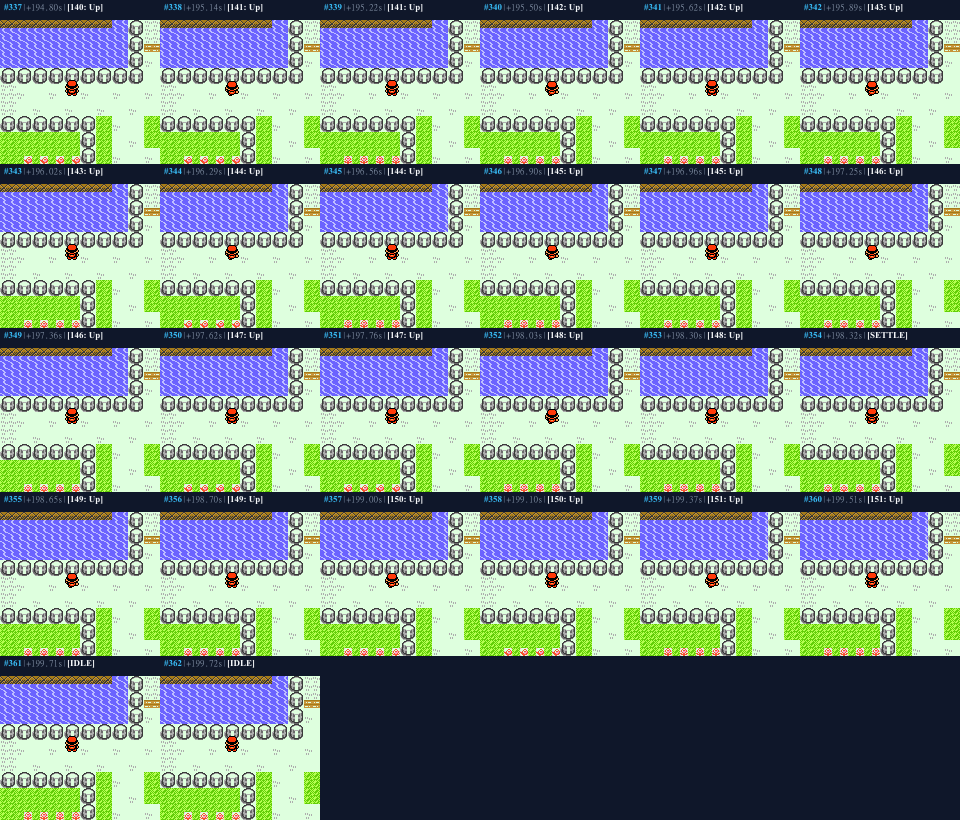 #337|+194.80s|[140: Up] #338|+195.14s|[141: Up] #339|+195.22s|[141: Up] #340|+195.50s|[142: Up] #341|+195.62s|[142: Up] #342|+195.89s|[143: Up]
#343|+196.02s|[143: Up] #344|+196.29s|[144: Up] #345|+196.56s|[144: Up] #346|+196.90s|[145: Up] #347|+196.96s|[145: Up] #348|+197.25s|[146: Up]
#349|+197.36s|[146: Up] #350|+197.62s|[147: Up] #351|+197.76s|[147: Up] #352|+198.03s|[148: Up] #353|+198.30s|[148: Up] #354|+198.32s|[SETTLE]
#355|+198.65s|[149: Up] #356|+198.70s|[149: Up] #357|+199.00s|[150: Up] #358|+199.10s|[150: Up] #359|+199.37s|[151: Up] #360|+199.51s|[151: Up]
#361|+199.71s|[IDLE] #362|+199.72s|[IDLE]